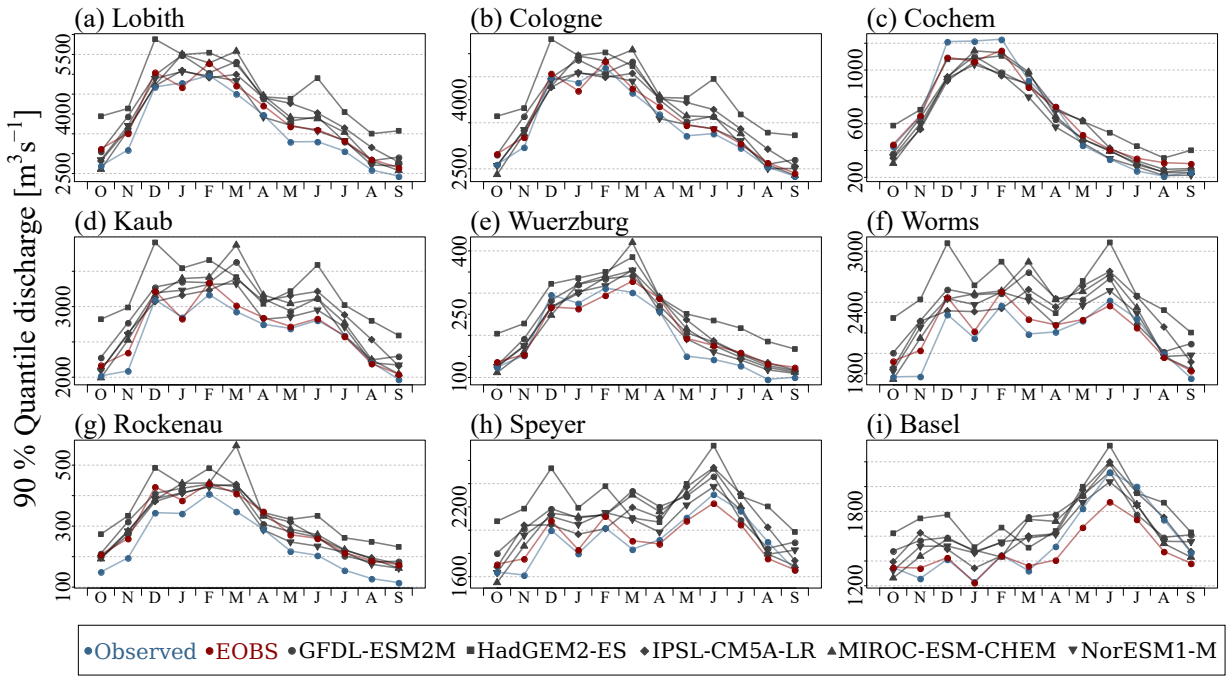 (a) Lobith
(b) Cologne
(c) Cochem
5500
4000
2500
O N D J F M A M J J A S
4000
2500
O N D J F M A M J J A S
1000
600
200
O N D J F M A M J J A S
(d) Kaub
(e) Wuerzburg
(f) Worms
3000
2000
O N D J F M A M J J A S
400
250
100
O N D J F M A M J J A S
3000
2400
1800
O N D J F M A M J J A S
(g) Rockenau
(h) Speyer
(i) Basel
500
300
100
O N D J F M A M J J A S
2200
1600
O N D J F M A M J J A S
1800
1200
O N D J F M A M J J A S
90 % Quantile discharge [m³s⁻¹]
Observed EOBS GFDL-ESM2M HadGEM2-ES IPSL-CM5A-LR MIROC-ESM-CHEM NorESM1-M